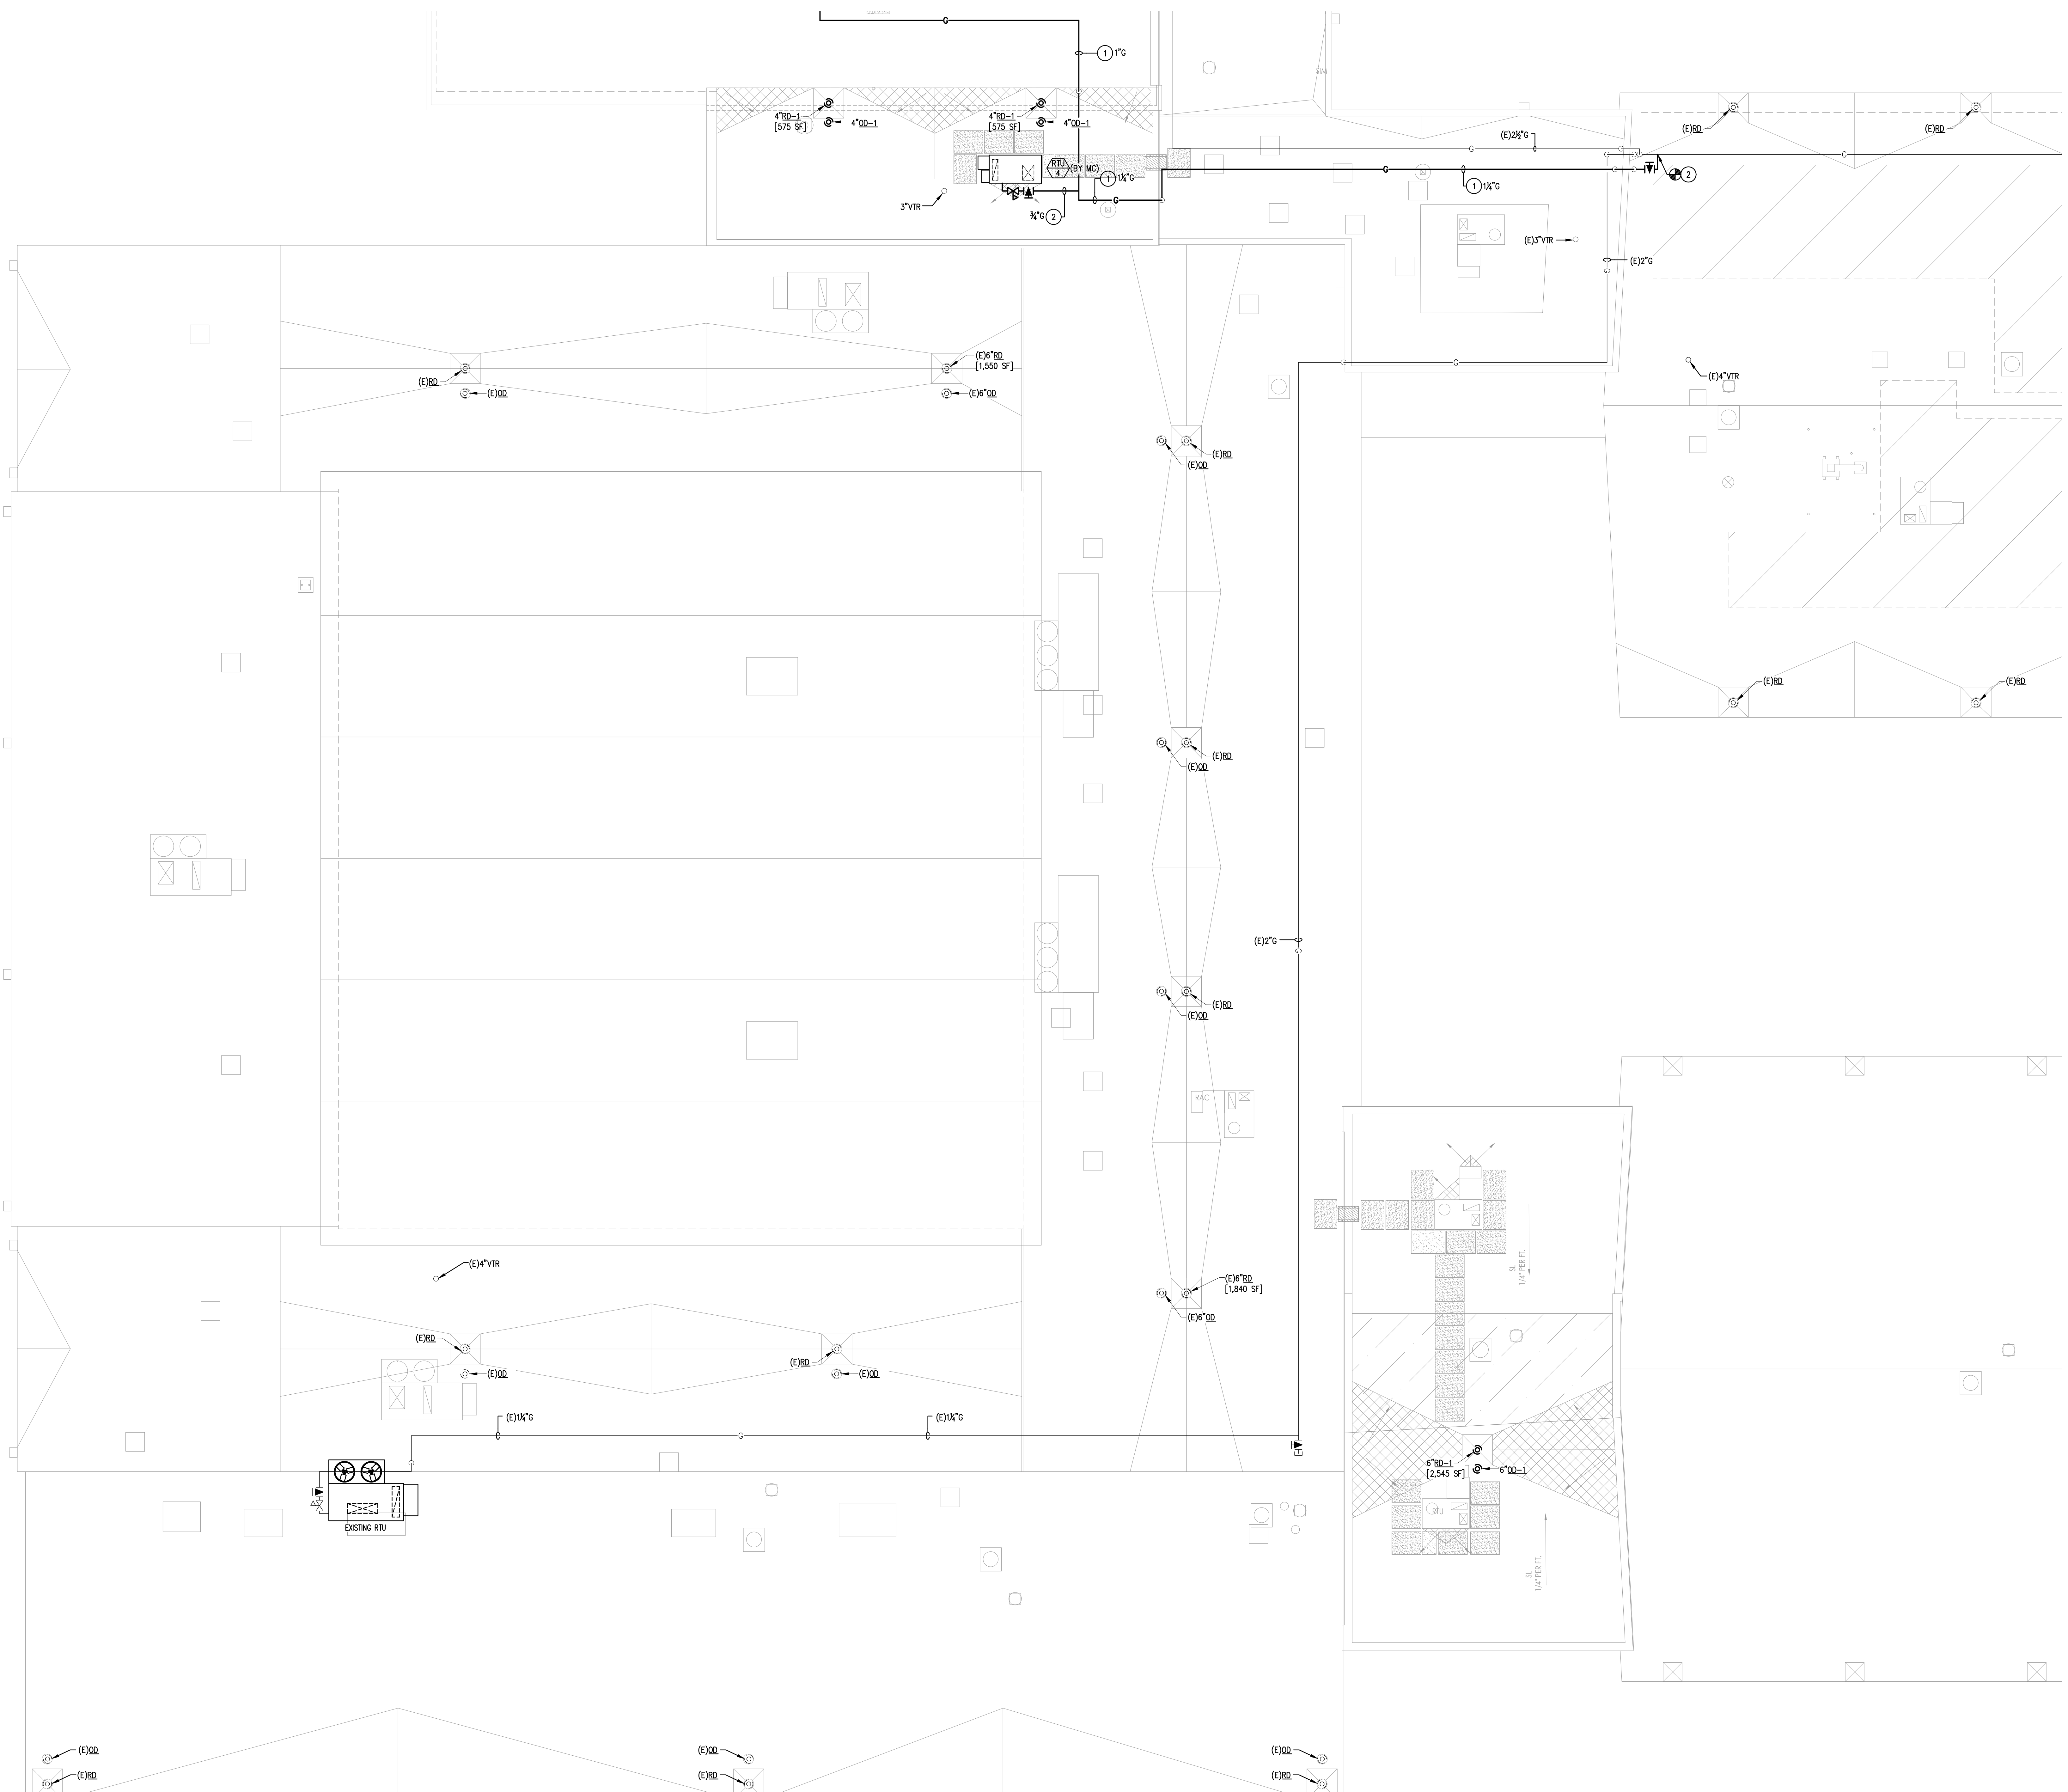 G
1 1"G
SIM
4"RD-1
[575 SF]
4"OD-1
4"RD-1
[575 SF]
4"OD-1
(E)RD
(E)RD
(E)2½"G
G
G
RTU
4
(BY MC)
G
1 1¼"G
1 1¼"G
2
3"VTR
G
¾"G 2
(E)3"VTR
(E)2"G
G
(E)6"RD
[1,550 SF]
(E)4"VTR
(E)RD
(E)OD
(E)6"OD
(E)RD
(E)OD
(E)RD
(E)RD
(E)RD
(E)OD
(E)2"G
(E)RD
(E)OD
RAC
(E)4"VTR
SL
1/4" PER FT.
(E)6"RD
[1,840 SF]
(E)6"OD
(E)RD
(E)RD
(E)OD
(E)OD
(E)1¼"G
(E)1¼"G
G
6"RD-1
[2,545 SF]
6"OD-1
RTU
EXISTING RTU
SL
1/4" PER FT.
(E)OD
(E)OD
(E)OD
(E)RD
(E)RD
(E)RD